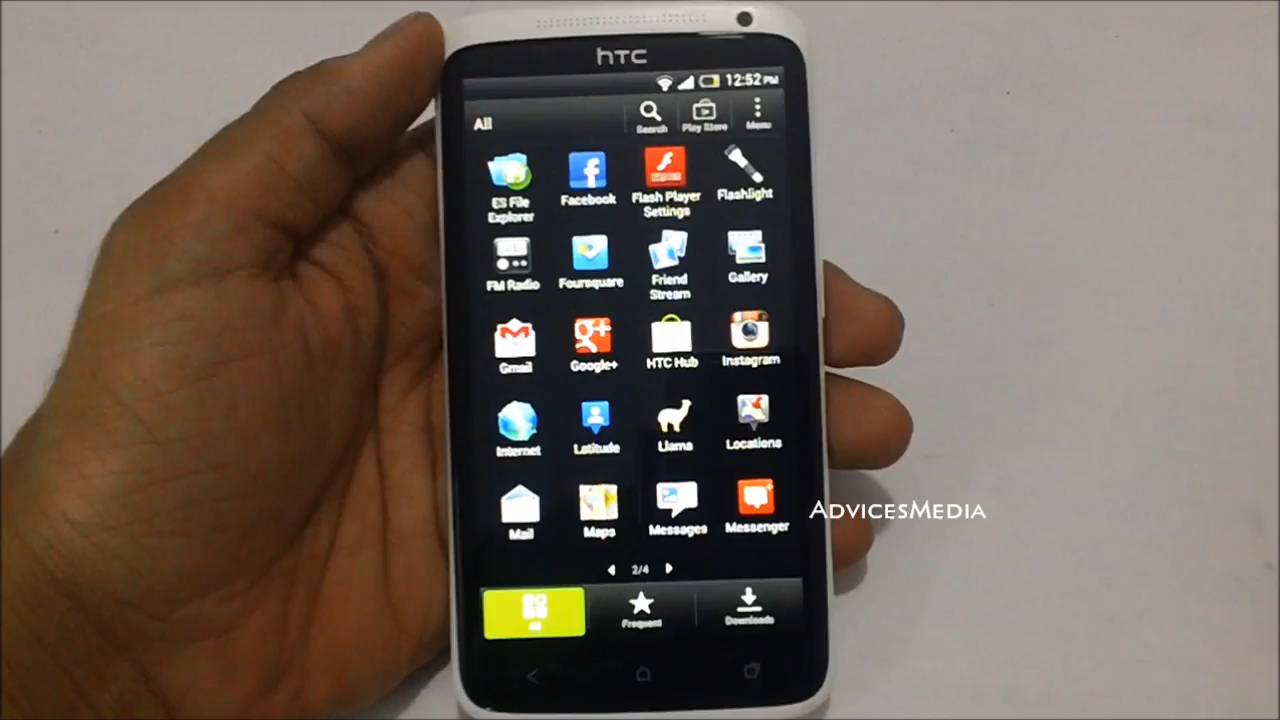 hTC
12:52 PM
All
Search
Play Store
Menu
ES File
Explorer
Facebook
Flash Player
Settings
Flashlight
FM Radio
Foursquare
Friend
Stream
Gallery
Gmail
g+
Google+
HTC Hub
Instagram
Internet
Latitude
Llama
Locations
Mail
Maps
Messages
Messenger
ADVICESMEDIA
2/4
All
Frequent
Downloads